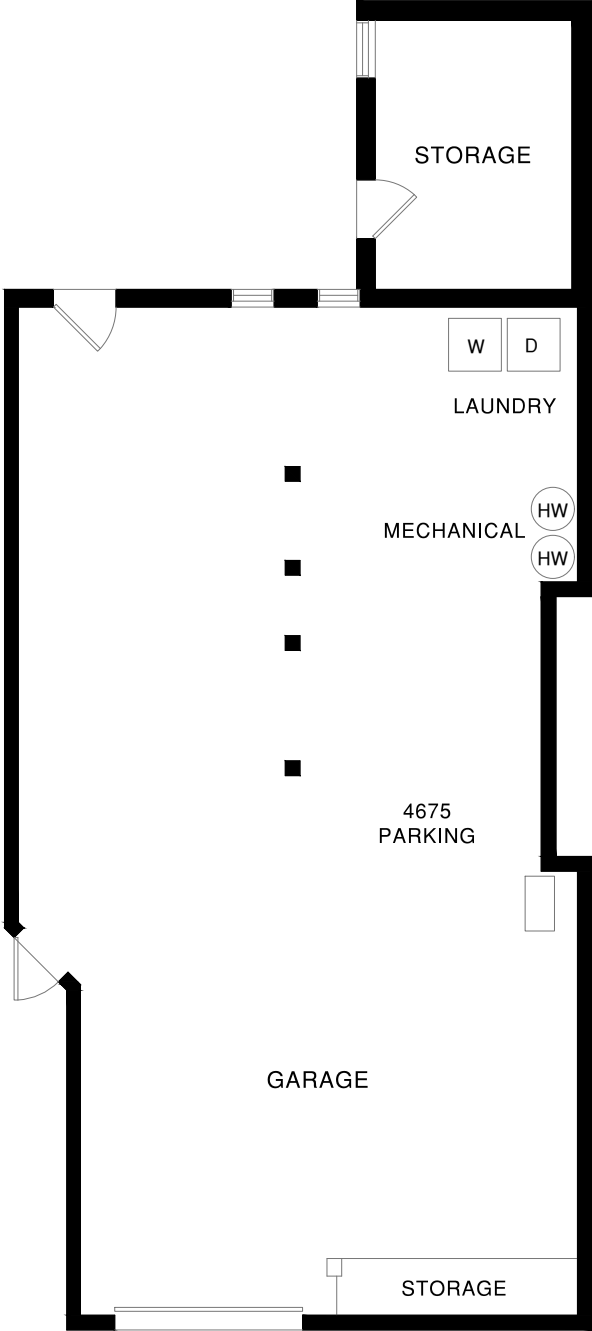 STORAGE
W D
LAUNDRY
HW
MECHANICAL
HW
4675
PARKING
GARAGE
STORAGE